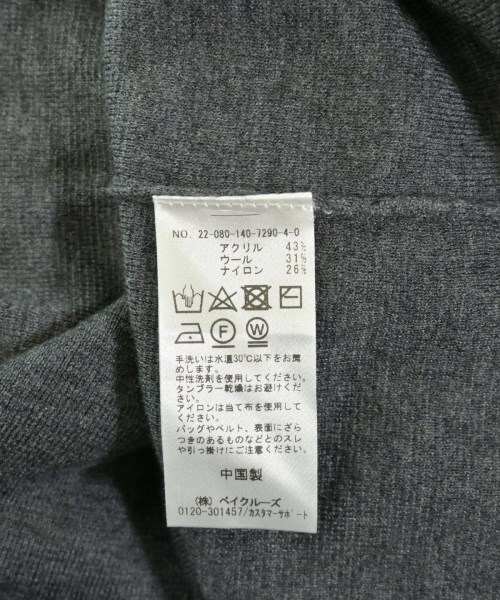 NO. 22-080-140-7290-4-0
アクリル 43%
ウール 31%
ナイロン 26%
F W
手洗いは水温30℃以下をお薦
めします。
中性洗剤を使用してください。
タンブラー乾燥はお避けくだ
さい。
アイロンは当て布を使用して
ください。
バッグやベルト、表面にざら
つきのあるものなどとのスレ
や引っ掛けにご注意ください。
中国製
(株) ベイクルーズ
0120-301457/カスタマーサポート